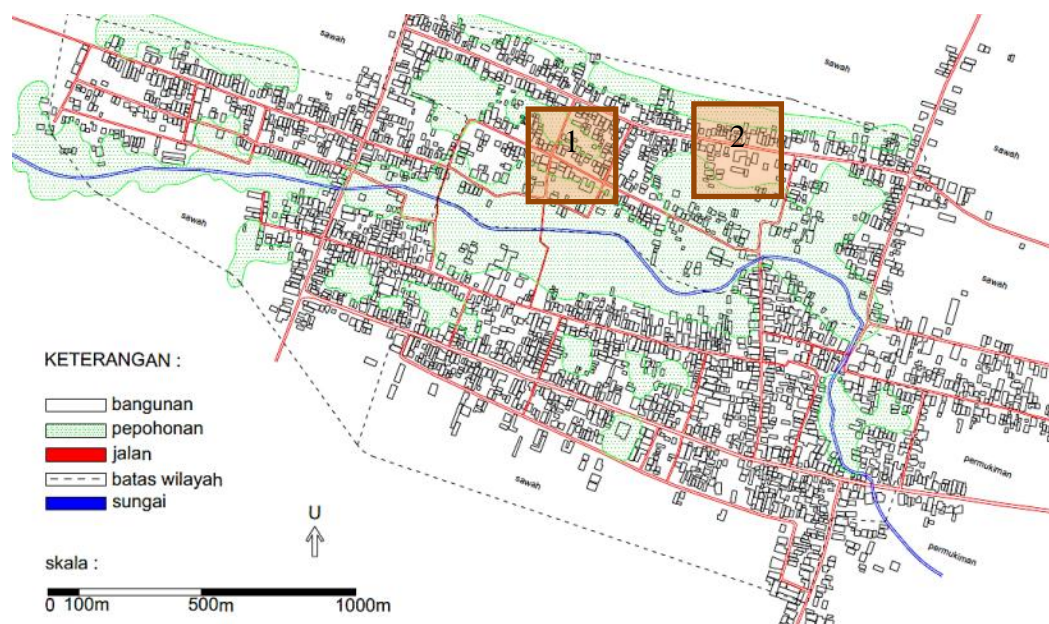 sawah
sawah
sawah
1
2
sawah
sawah
sawah
sawah
permukiman
permukiman
KETERANGAN :
bangunan
pepohonan
jalan
batas wilayah
sungai
U
skala :
0 100m 500m 1000m